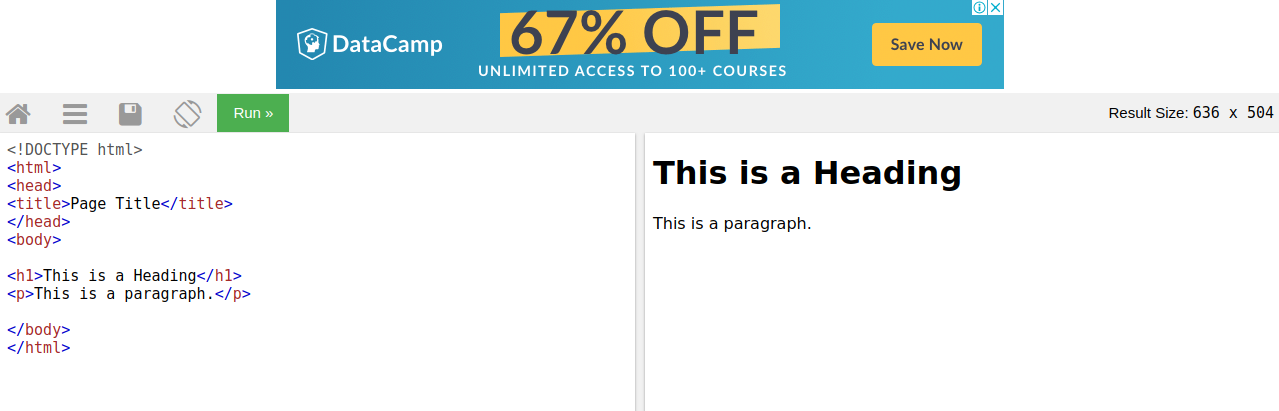 DataCamp
67% OFF
UNLIMITED ACCESS TO 100+ COURSES
Save Now
Run »
Result Size: 636 x 504
<!DOCTYPE html>
<html>
<head>
<title>Page Title</title>
</head>
<body>
<h1>This is a Heading</h1>
<p>This is a paragraph.</p>
</body>
</html>
This is a Heading
This is a paragraph.